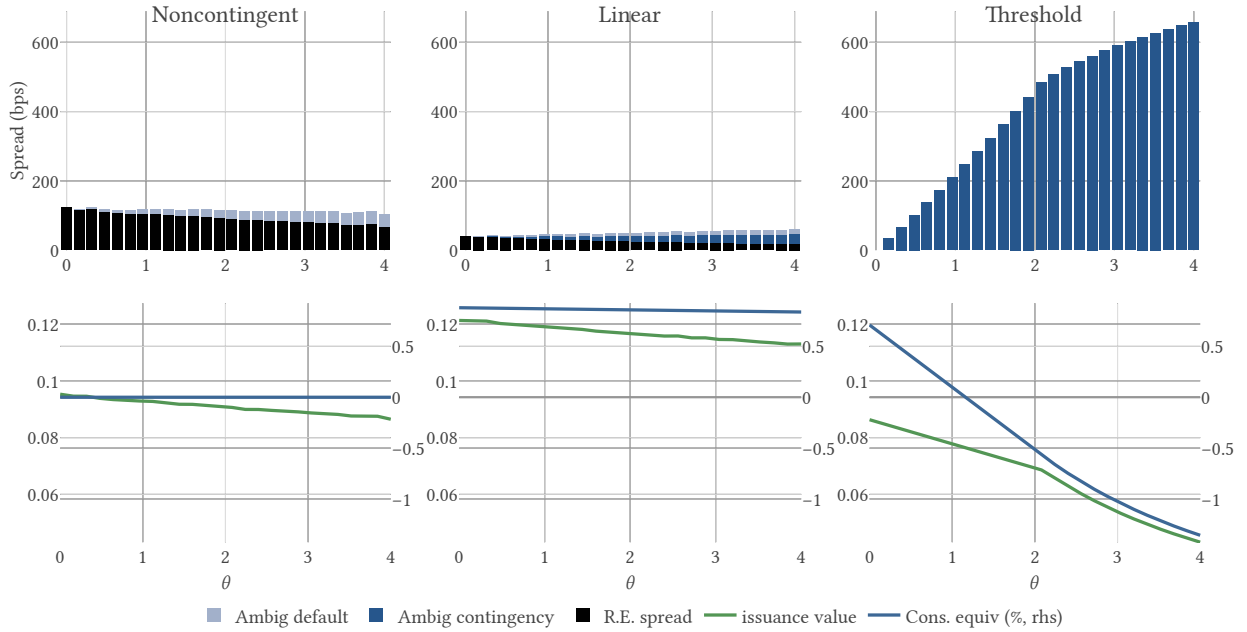 Noncontingent Linear Threshold
Spread (bps)
600 600 600
400 400 400
200 200 200
0 0 0
0 1 2 3 4 0 1 2 3 4 0 1 2 3 4
0.12 0.12 0.12
0.5 0.5 0.5
0.1 0.1 0.1
0 0 0
0.08 0.08 0.08
−0.5 −0.5 −0.5
0.06 0.06 0.06
−1 −1 −1
0 1 2 3 4 0 1 2 3 4 0 1 2 3 4
θ θ θ
Ambig default Ambig contingency R.E. spread issuance value Cons. equiv (%, rhs)